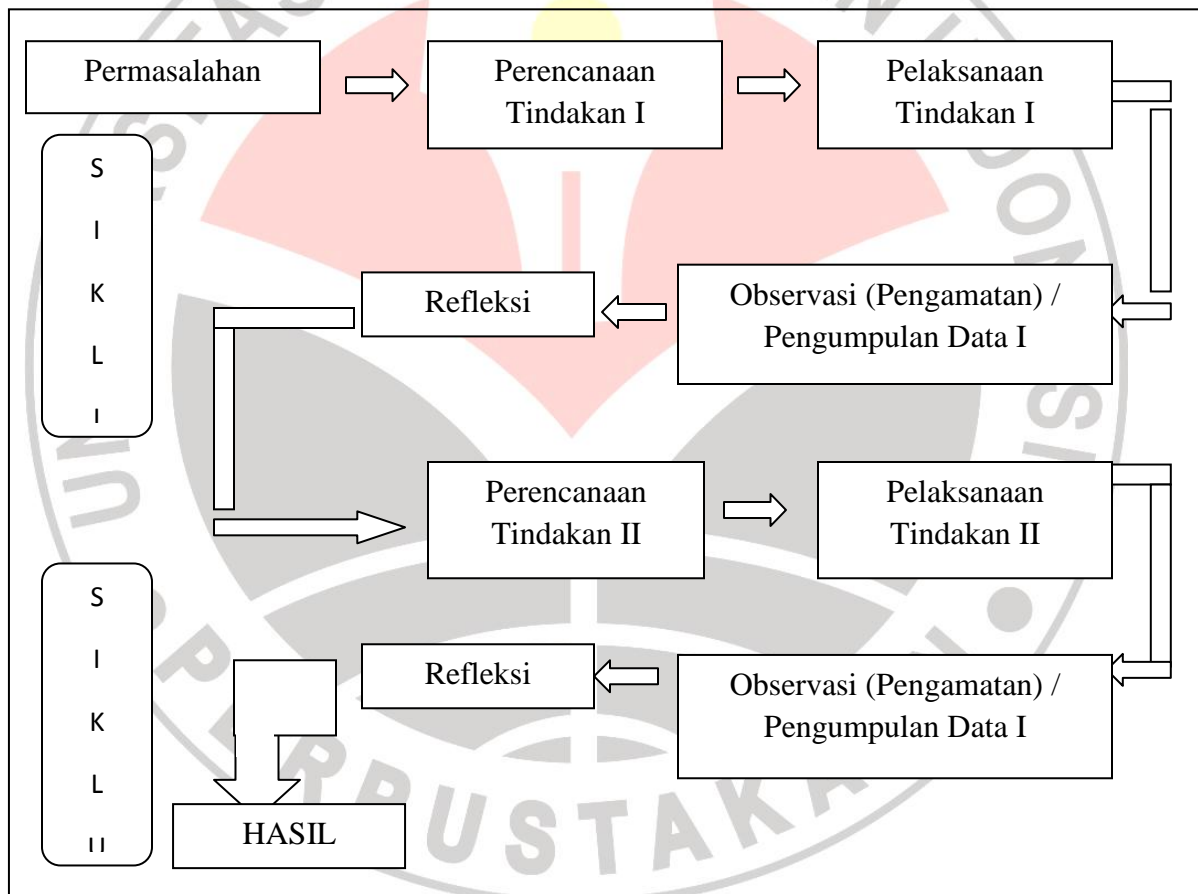 Permasalahan
Perencanaan
Tindakan I
Pelaksanaan
Tindakan I
S
I
K
L
Refleksi
Observasi (Pengamatan) /
Pengumpulan Data I
Perencanaan
Tindakan II
Pelaksanaan
Tindakan II
S
I
K
L
Refleksi
Observasi (Pengamatan) /
Pengumpulan Data I
HASIL